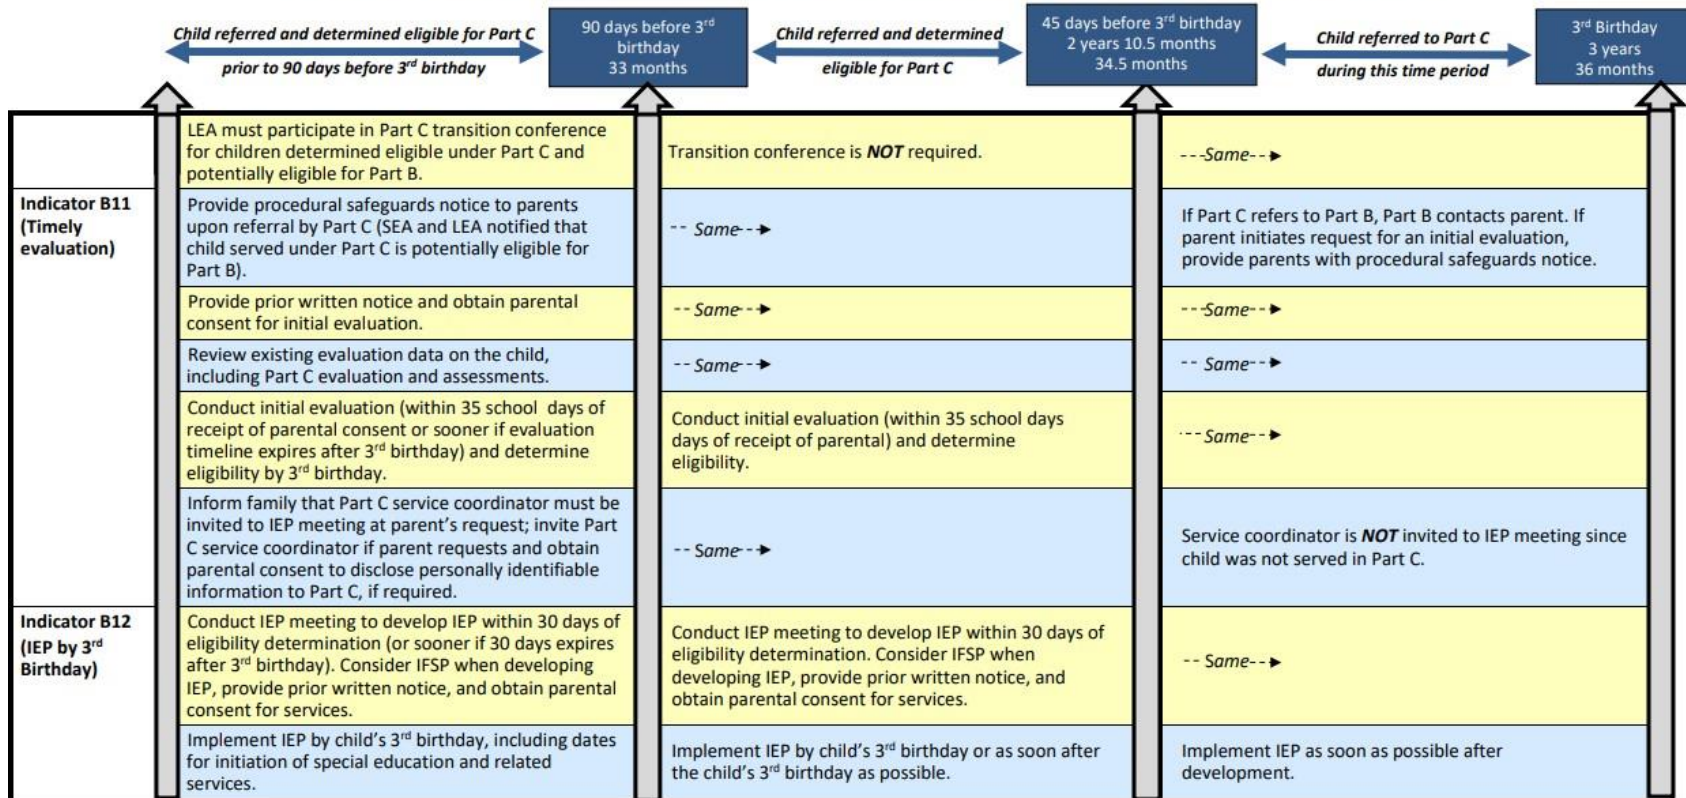 Child referred and determined eligible for Part C
prior to 90 days before 3rd birthday
90 days before 3rd
birthday
33 months
Child referred and determined
eligible for Part C
45 days before 3rd birthday
2 years 10.5 months
34.5 months
Child referred to Part C
during this time period
3rd Birthday
3 years
36 months
LEA must participate in Part C transition conference
for children determined eligible under Part C and
potentially eligible for Part B.
Transition conference is NOT required.
---Same--
Indicator B11
(Timely
evaluation)
Provide procedural safeguards notice to parents
upon referral by Part C (SEA and LEA notified that
child served under Part C is potentially eligible for
Part B).
-- Same--
If Part C refers to Part B, Part B contacts parent. If
parent initiates request for an initial evaluation,
provide parents with procedural safeguards notice.
Provide prior written notice and obtain parental
consent for initial evaluation.
-- Same--
---Same--
Review existing evaluation data on the child,
including Part C evaluation and assessments.
-- Same--
-- Same--
Conduct initial evaluation (within 35 school days of
receipt of parental consent or sooner if evaluation
timeline expires after 3rd birthday) and determine
eligibility by 3rd birthday.
Conduct initial evaluation (within 35 school days
days of receipt of parental) and determine
eligibility.
---Same--
Inform family that Part C service coordinator must be
invited to IEP meeting at parent's request; invite Part
C service coordinator if parent requests and obtain
parental consent to disclose personally identifiable
information to Part C, if required.
-- Same--
Service coordinator is NOT invited to IEP meeting since
child was not served in Part C.
Indicator B12
(IEP by 3rd
Birthday)
Conduct IEP meeting to develop IEP within 30 days of
eligibility determination (or sooner if 30 days expires
after 3rd birthday). Consider IFSP when developing
IEP, provide prior written notice, and obtain parental
consent for services.
Conduct IEP meeting to develop IEP within 30 days of
eligibility determination. Consider IFSP when
developing IEP, provide prior written notice, and
obtain parental consent for services.
-- Same--
Implement IEP by child's 3rd birthday, including dates
for initiation of special education and related
services.
Implement IEP by child's 3rd birthday or as soon after
the child's 3rd birthday as possible.
Implement IEP as soon as possible after
development.